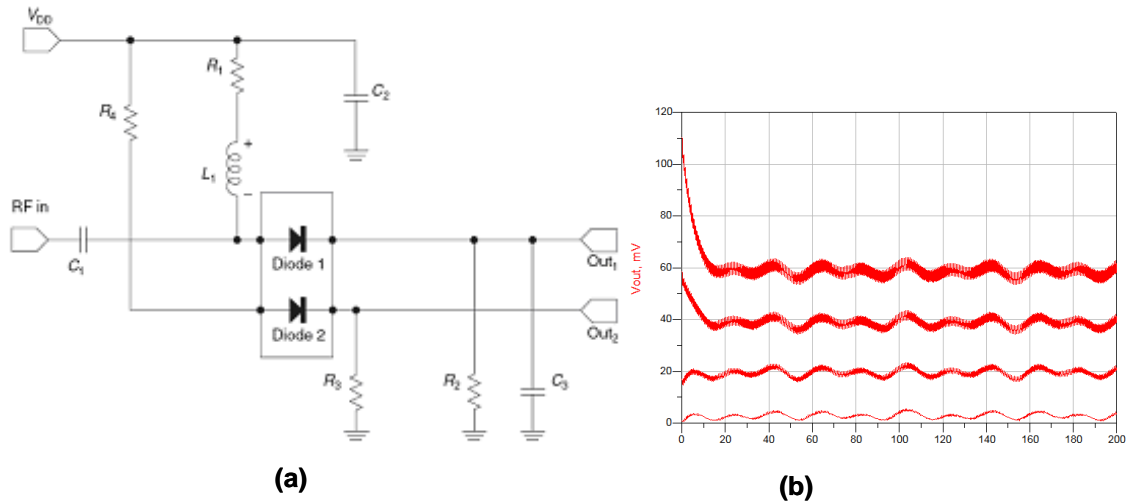 V_DD
R₁
C₂
R₄
+
L₁
−
RF in
C₁
Diode 1
Out₁
Diode 2
Out₂
R₃
R₂
C₃
(a)
120
100
80
60
40
20
0
Vout, mV
0 20 40 60 80 100 120 140 160 180 200
(b)